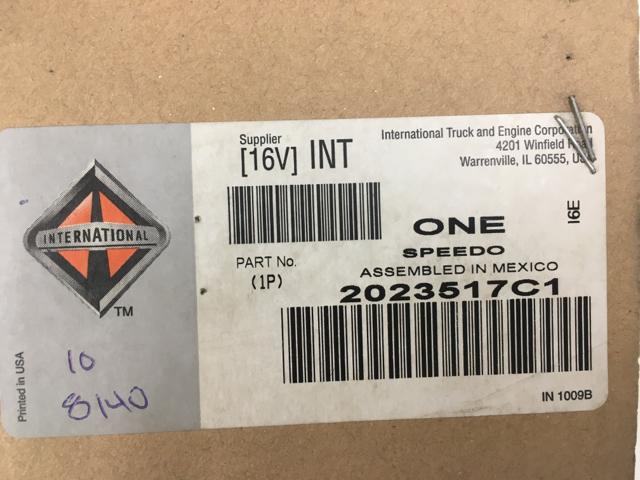 Supplier
[16V] INT
International Truck and Engine Corporation
4201 Winfield Road
Warrenville, IL 60555, USA
INTERNATIONAL
TM
PART No.
(1P)
ONE
SPEEDO
ASSEMBLED IN MEXICO
2023517C1
I6E
10
8140
Printed in USA
IN 1009B